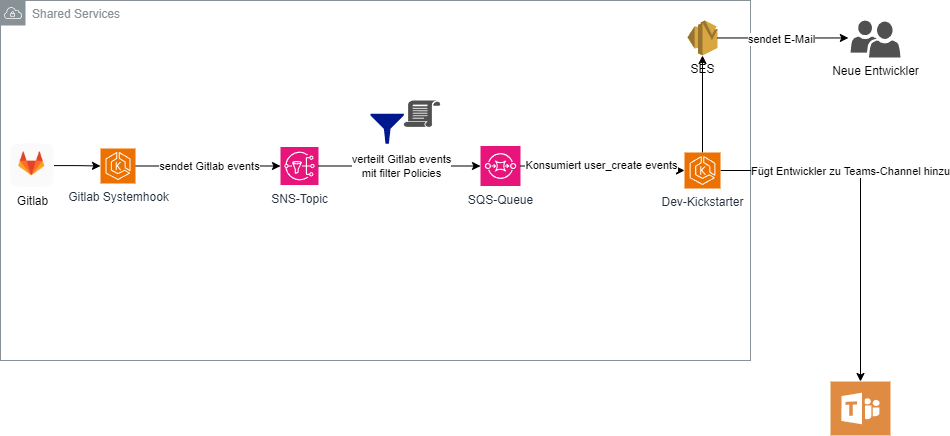 Shared Services
SES
sendet E-Mail
Neue Entwickler
Gitlab
Gitlab Systemhook
sendet Gitlab events
SNS-Topic
verteilt Gitlab events
mit filter Policies
SQS-Queue
Konsumiert user_create events
Dev-Kickstarter
Fügt Entwickler zu Teams-Channel hinzu
T